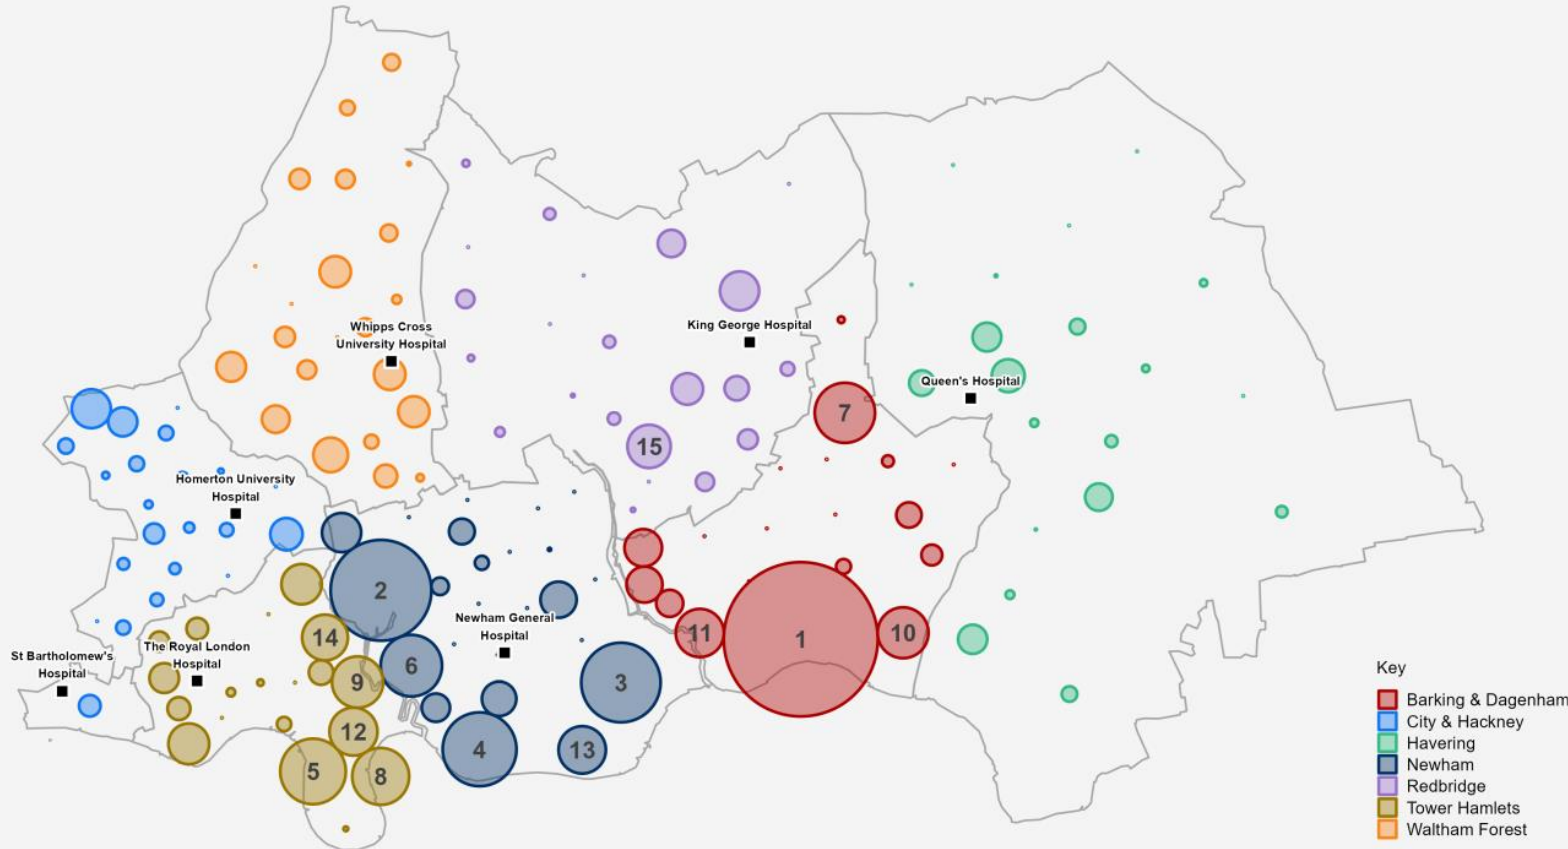 Whipps Cross
University Hospital
King George Hospital
Queen's Hospital
7
15
Homerton University
Hospital
2
Newham General
Hospital
14
11
1
10
The Royal London
Hospital
St Bartholomew's
Hospital
6
9
3
12
4
13
5
8
Key
Barking & Dagenham
City & Hackney
Havering
Newham
Redbridge
Tower Hamlets
Waltham Forest